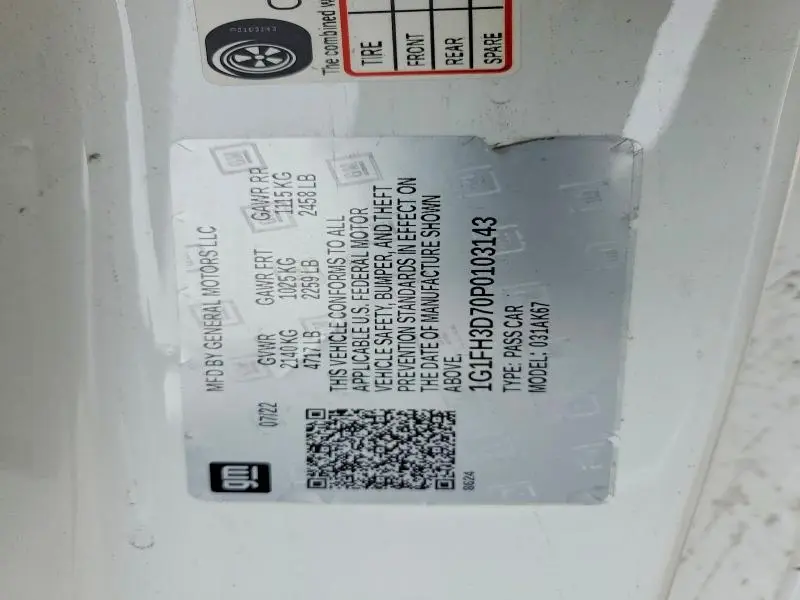 The combined
TIRE
FRONT
REAR
SPARE
gm
MFD BY GENERAL MOTORS LLC
07/22 GVWR GAWR FRT GAWR RR
2140 KG 1025 KG 1115 KG
4717 LB 2259 LB 2458 LB
THIS VEHICLE CONFORMS TO ALL
APPLICABLE U.S. FEDERAL MOTOR
VEHICLE SAFETY, BUMPER, AND THEFT
PREVENTION STANDARDS IN EFFECT ON
THE DATE OF MANUFACTURE SHOWN
ABOVE.
1G1FH3D70P0103143
TYPE: PASS CAR
MODEL: 031AK67
8624